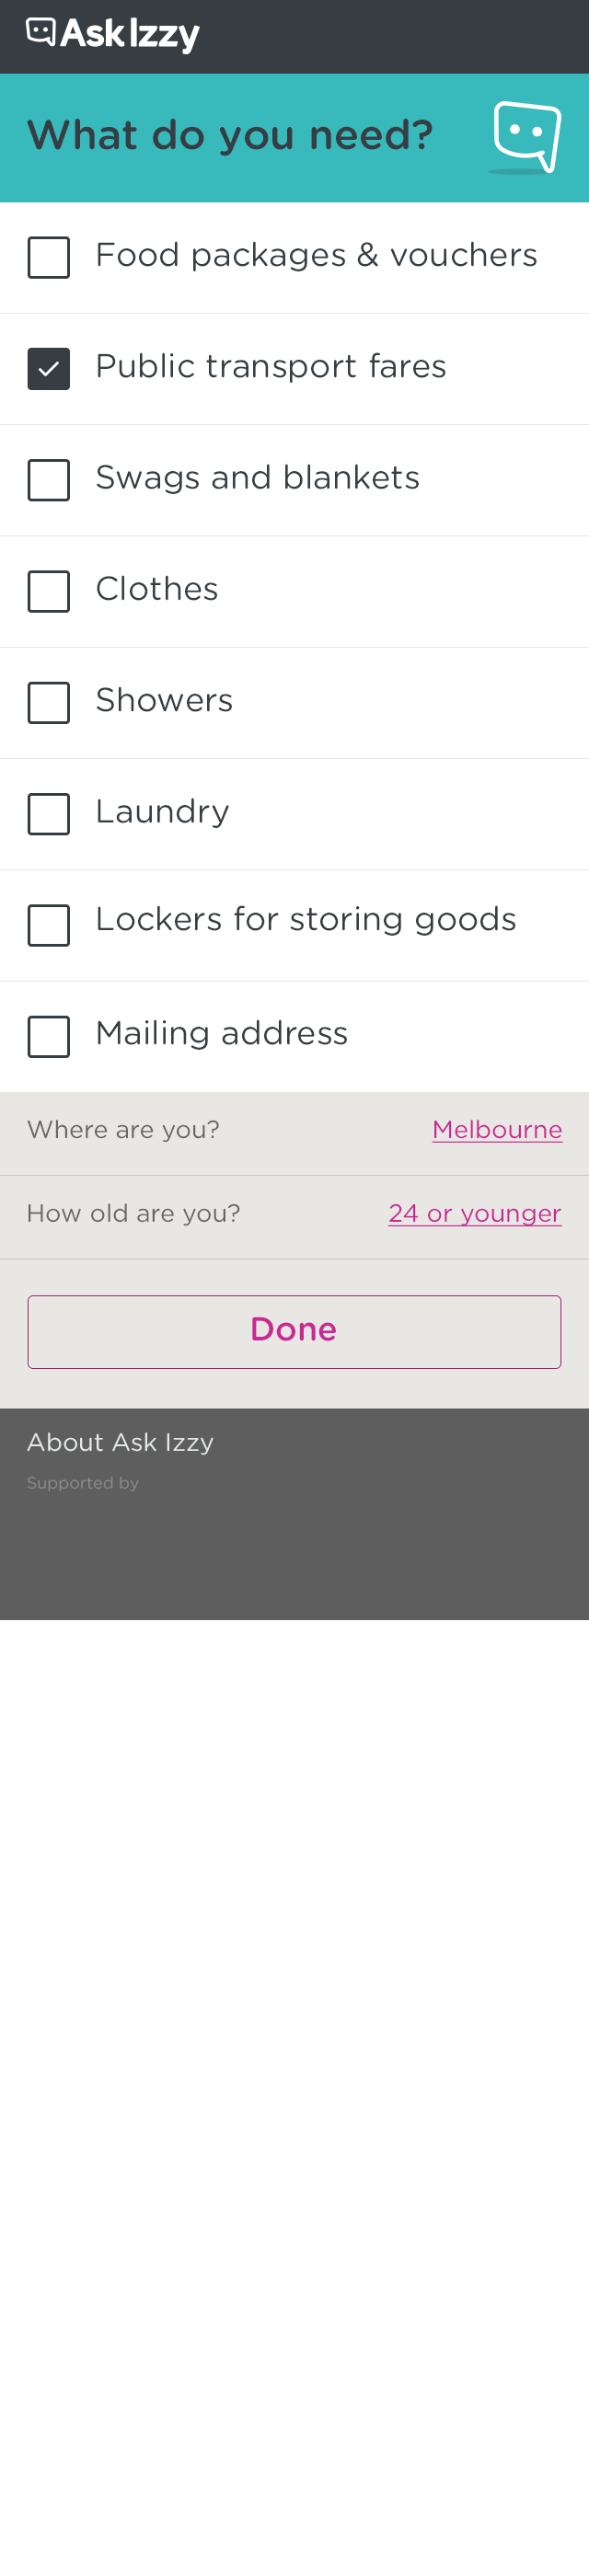 Ask Izzy
What do you need?
Food packages & vouchers
Public transport fares
Swags and blankets
Clothes
Showers
Laundry
Lockers for storing goods
Mailing address
Where are you? Melbourne
How old are you? 24 or younger
Done
About Ask Izzy
Supported by